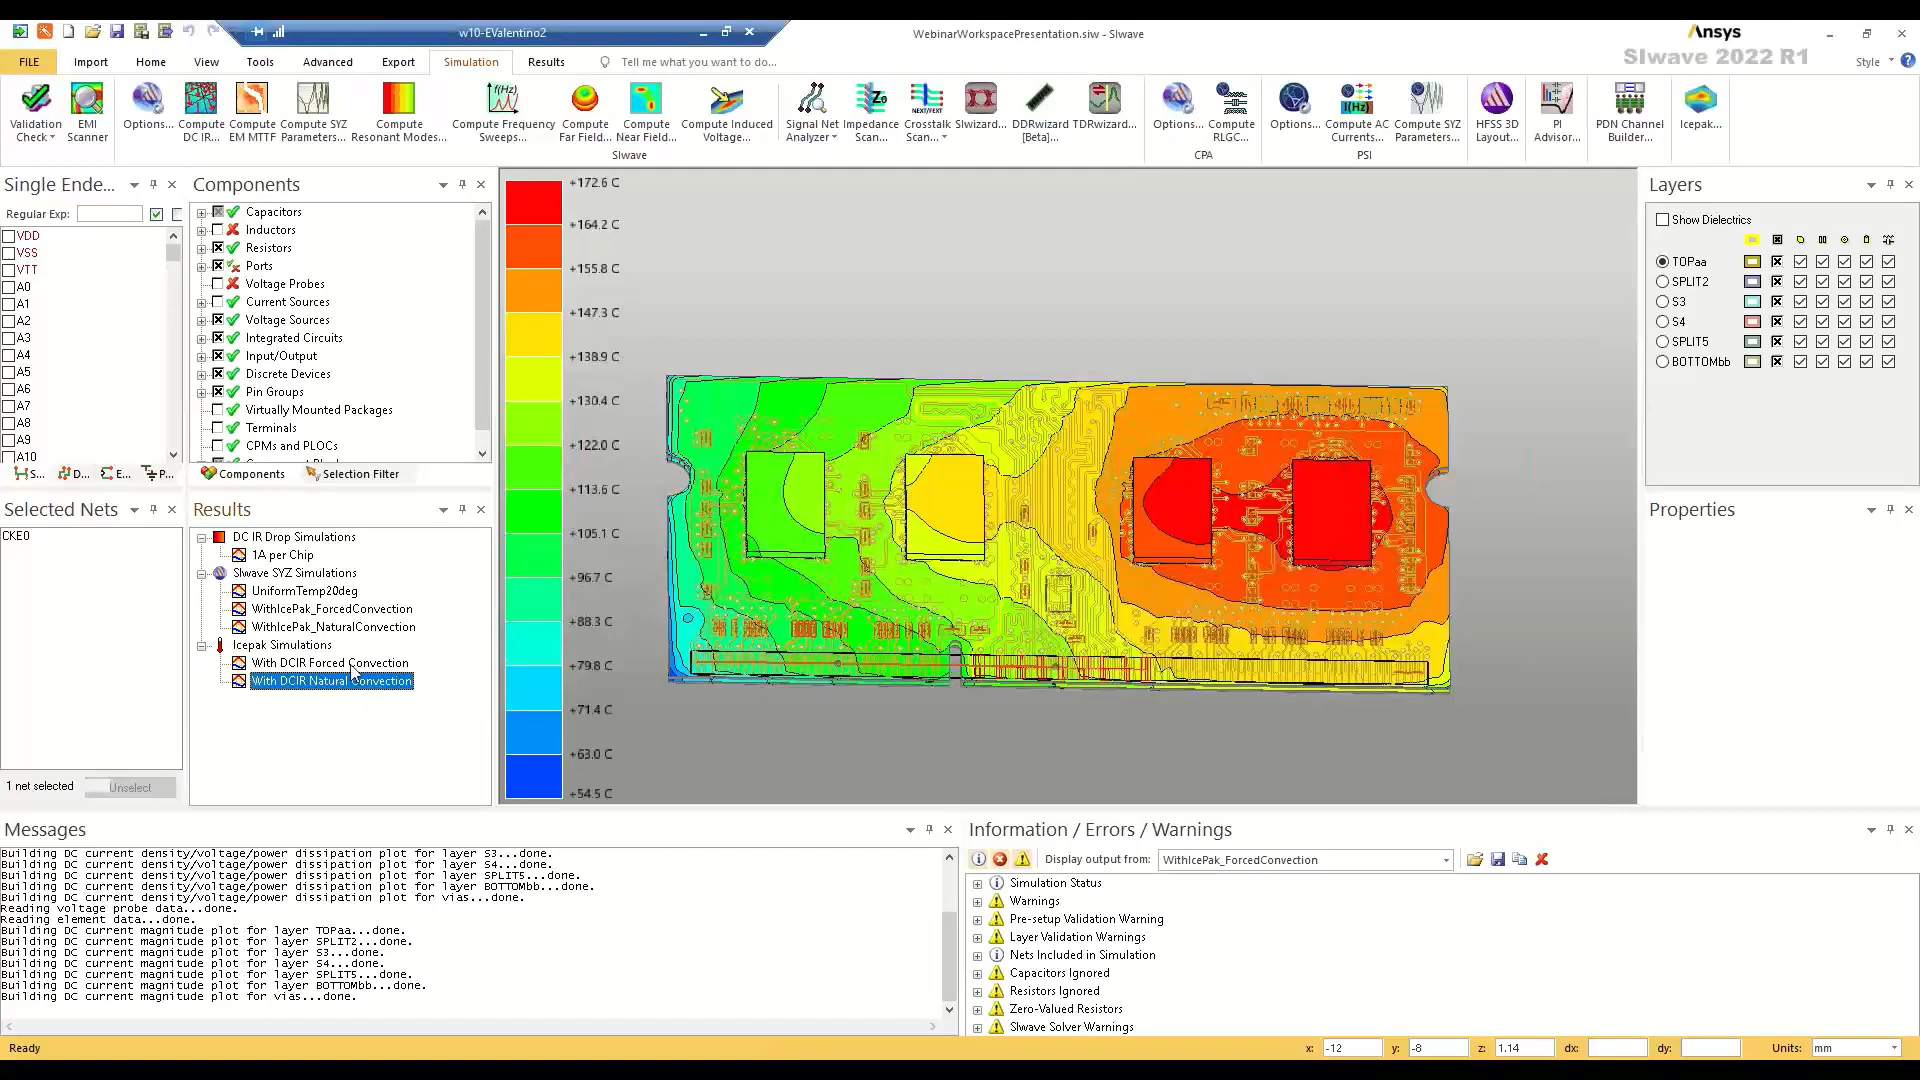 w10-EValentino2
WebinarWorkspacePresentation.siw - SIwave
Ansys
SIwave 2022 R1
FILE Import Home View Tools Advanced Export Simulation Results Tell me what you want to do...
Style
Validation Check
EMI Scanner
Options...
Compute DC IR...
Compute EM MTTF
Compute SYZ Parameters...
Compute Resonant Modes...
Compute Frequency Sweeps...
Compute Far Field...
Compute Near Field...
Compute Induced Voltage...
Signal Net Analyzer
Impedance Scan...
Crosstalk Scan...
SIwizard...
DDRwizard [Beta]...
TDRwizard...
Options...
Compute RLGC...
Options...
Compute AC Currents...
Compute SYZ Parameters...
HFSS 3D Layout...
PI Advisor...
PDN Channel Builder...
Icepak...
SIwave
CPA
PSI
Single Ende...
Regular Exp:
VDD
VSS
VTT
A0
A1
A2
A3
A4
A5
A6
A7
A8
A9
A10
S... D... E... P...
Components
Capacitors
Inductors
Resistors
Ports
Voltage Probes
Current Sources
Voltage Sources
Integrated Circuits
Input/Output
Discrete Devices
Pin Groups
Virtually Mounted Packages
Terminals
CPMs and PLOCs
Components Selection Filter
Selected Nets
CKE0
1 net selected Unselect
Results
DC IR Drop Simulations
1A per Chip
SIwave SYZ Simulations
UniformTemp20deg
WithIcePak_ForcedConvection
WithIcePak_NaturalConvection
Icepak Simulations
With DCIR Forced Convection
With DCIR Natural Convection
+172.6 C
+164.2 C
+155.8 C
+147.3 C
+138.9 C
+130.4 C
+122.0 C
+113.6 C
+105.1 C
+96.7 C
+88.3 C
+79.8 C
+71.4 C
+63.0 C
+54.5 C
Layers
Show Dielectrics
TOPaa
SPLIT2
S3
S4
SPLIT5
BOTTOMbb
Properties
Messages
Building DC current density/voltage/power dissipation plot for layer S3...done.
Building DC current density/voltage/power dissipation plot for layer S4...done.
Building DC current density/voltage/power dissipation plot for layer SPLIT5...done.
Building DC current density/voltage/power dissipation plot for layer BOTTOMbb...done.
Building DC current density/voltage/power dissipation plot for vias...done.
Reading voltage probe data...done.
Reading element data...done.
Building DC current magnitude plot for layer TOPaa...done.
Building DC current magnitude plot for layer SPLIT2...done.
Building DC current magnitude plot for layer S3...done.
Building DC current magnitude plot for layer S4...done.
Building DC current magnitude plot for layer SPLIT5...done.
Building DC current magnitude plot for layer BOTTOMbb...done.
Building DC current magnitude plot for vias...done.
Information / Errors / Warnings
Display output from: WithIcePak_ForcedConvection
Simulation Status
Warnings
Pre-setup Validation Warning
Layer Validation Warnings
Nets Included in Simulation
Capacitors Ignored
Resistors Ignored
Zero-Valued Resistors
SIwave Solver Warnings
Ready
x: -12 y: -8 z: 1.14 dx: dy: Units: mm